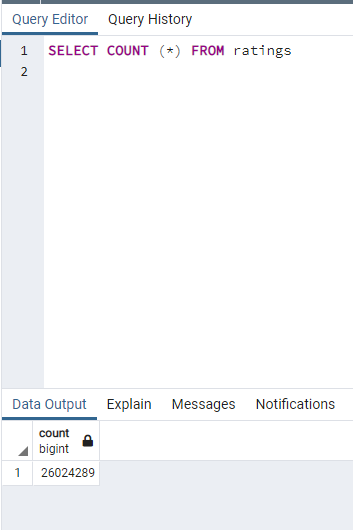 Query Editor Query History
1 SELECT COUNT (*) FROM ratings
2
Data Output Explain Messages Notifications
count
bigint
1 26024289